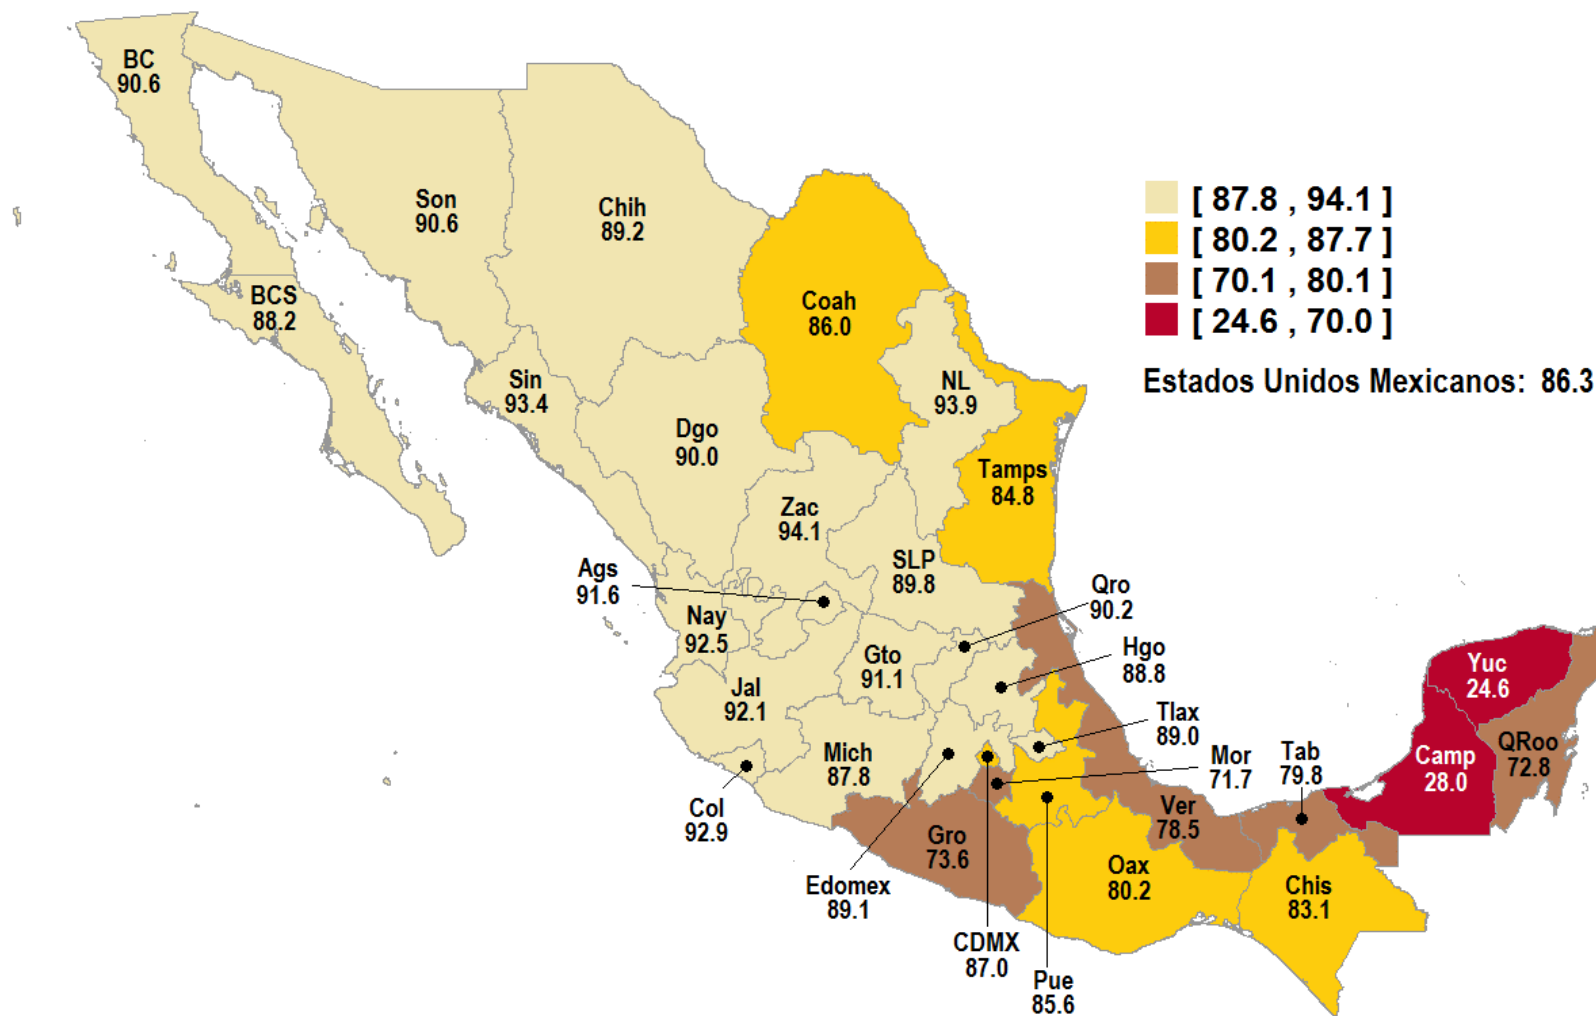 BC
90.6
Son
90.6
Chih
89.2
BCS
88.2
Coah
86.0
Sin
93.4
NL
93.9
Dgo
90.0
Tamps
84.8
Zac
94.1
SLP
89.8
Ags
91.6
Nay
92.5
Qro
90.2
Gto
91.1
Hgo
88.8
Jal
92.1
Tlax
89.0
Mich
87.8
Mor
71.7
Tab
79.8
Yuc
24.6
Camp
28.0
QRoo
72.8
Col
92.9
Gro
73.6
Ver
78.5
Edomex
89.1
Oax
80.2
Chis
83.1
CDMX
87.0
Pue
85.6
[ 87.8 , 94.1 ]
[ 80.2 , 87.7 ]
[ 70.1 , 80.1 ]
[ 24.6 , 70.0 ]
Estados Unidos Mexicanos: 86.3